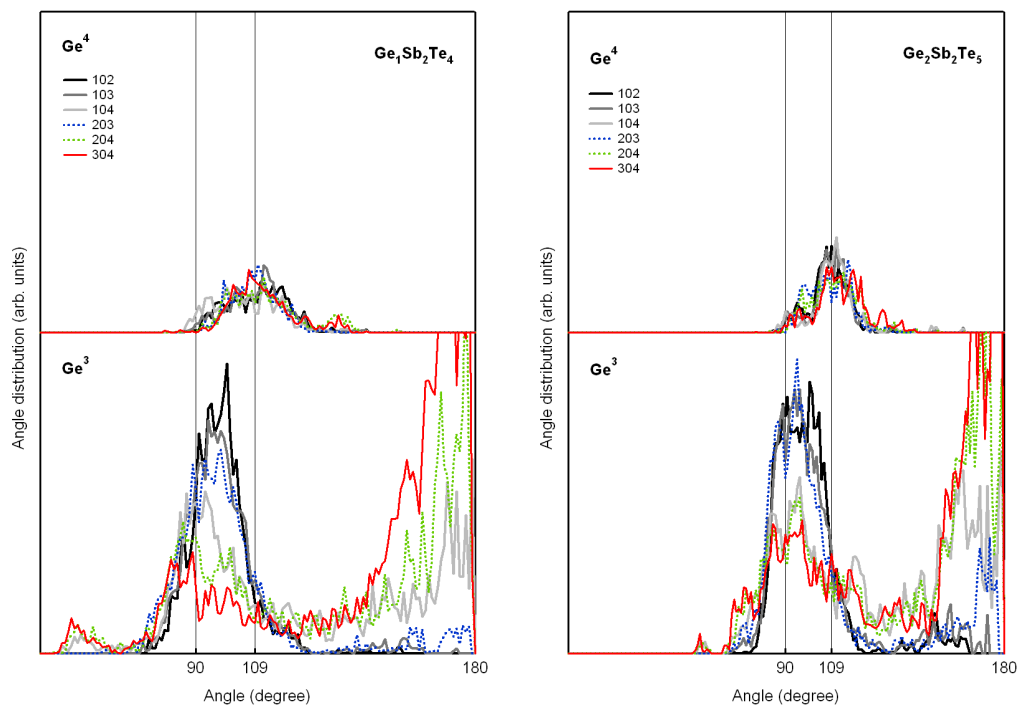 Ge⁴
Ge₁Sb₂Te₄
102
103
104
203
204
304
Ge³
Angle distribution (arb. units)
90 109 180
Angle (degree)
Ge⁴
Ge₂Sb₂Te₅
102
103
104
203
204
304
Ge³
Angle distribution (arb. units)
90 109 180
Angle (degree)